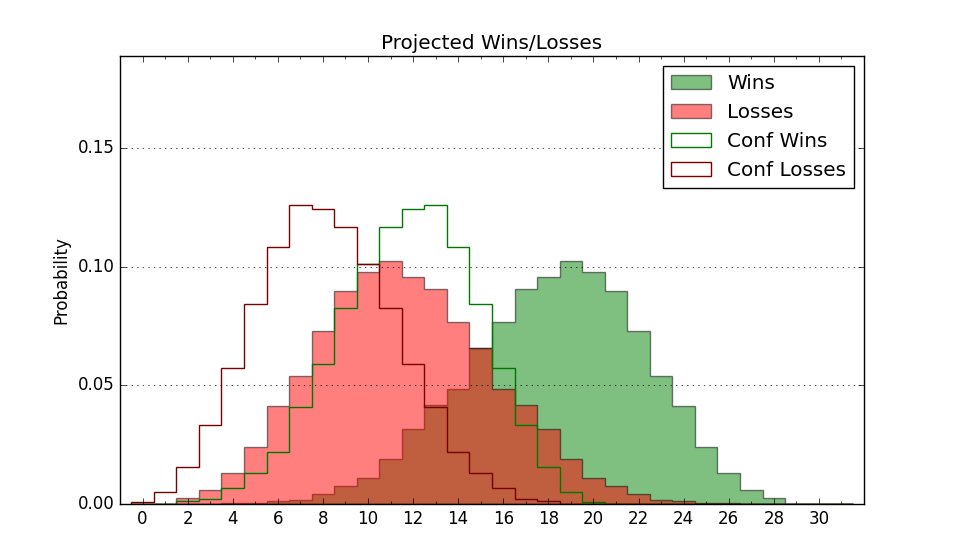 Projected Wins/Losses
Wins
Losses
Conf Wins
Conf Losses
Probability
0.15
0.10
0.05
0.00
0 2 4 6 8 10 12 14 16 18 20 22 24 26 28 30